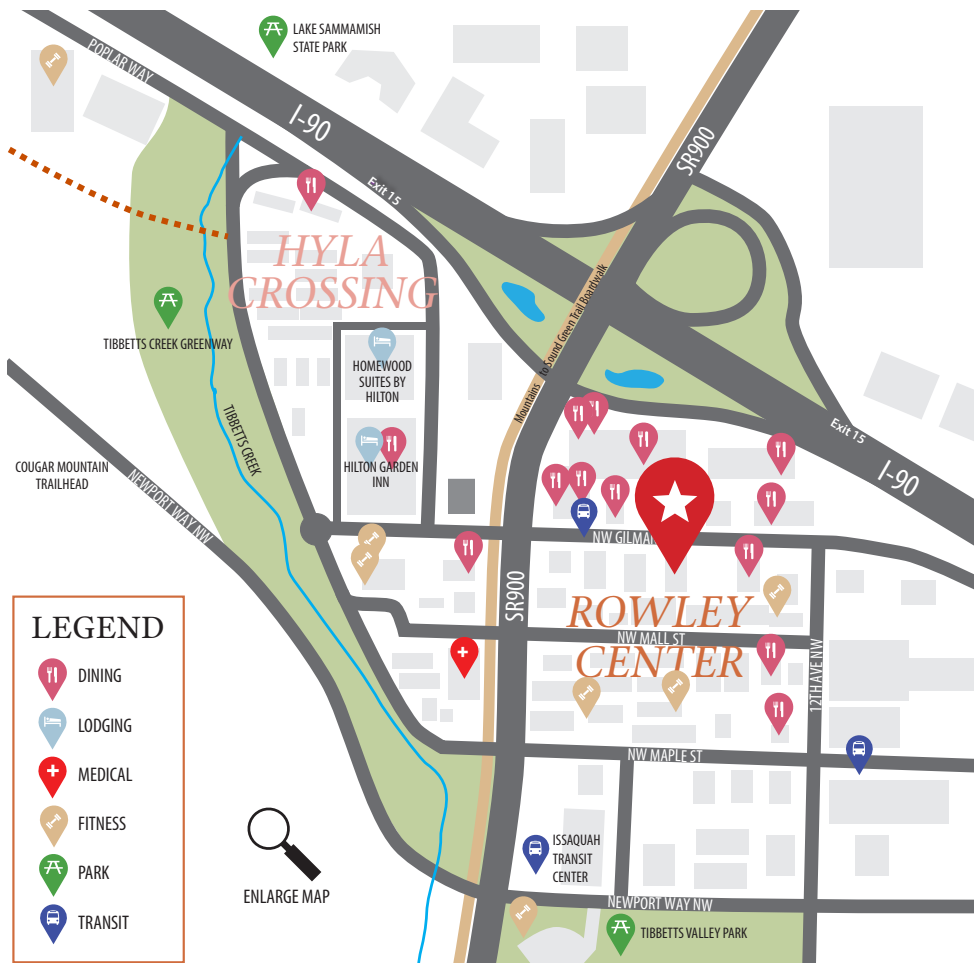 LAKE SAMMAMISH
STATE PARK
POPLAR WAY
I-90
SR900
Exit 15
HYLA
CROSSING
Mountains to Sound Green Trail Boardwalk
TIBBETTS CREEK GREENWAY
HOMEWOOD
SUITES BY
HILTON
TIBBETTS CREEK
Exit 15
I-90
COUGAR MOUNTAIN
TRAILHEAD
NEWPORT WAY NW
HILTON GARDEN
INN
NW GILMA
SR900
ROWLEY
CENTER
NW MALL ST
12TH AVE NW
NW MAPLE ST
LEGEND
DINING
LODGING
MEDICAL
FITNESS
PARK
TRANSIT
ENLARGE MAP
ISSAQUAH
TRANSIT
CENTER
NEWPORT WAY NW
TIBBETTS VALLEY PARK